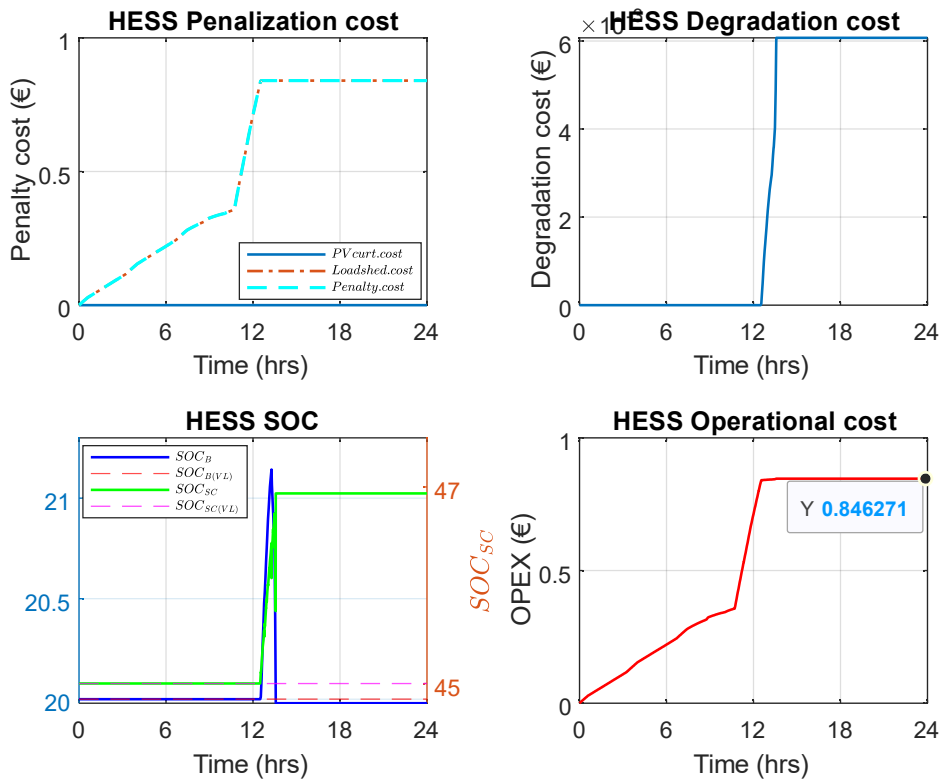 HESS Penalization cost
1
0.5
0
Penalty cost (€)
PVcurt.cost
Loadshed.cost
Penalty.cost
0 6 12 18 24
Time (hrs)
HESS Degradation cost
× 10
6
4
2
0
Degradation cost (€)
0 6 12 18 24
Time (hrs)
HESS SOC
SOC_B
SOC_B(VL)
SOC_SC
SOC_SC(VL)
21
20.5
20
47
45
SOC_SC
0 6 12 18 24
Time (hrs)
HESS Operational cost
1
0.5
0
OPEX (€)
Y 0.846271
0 6 12 18 24
Time (hrs)